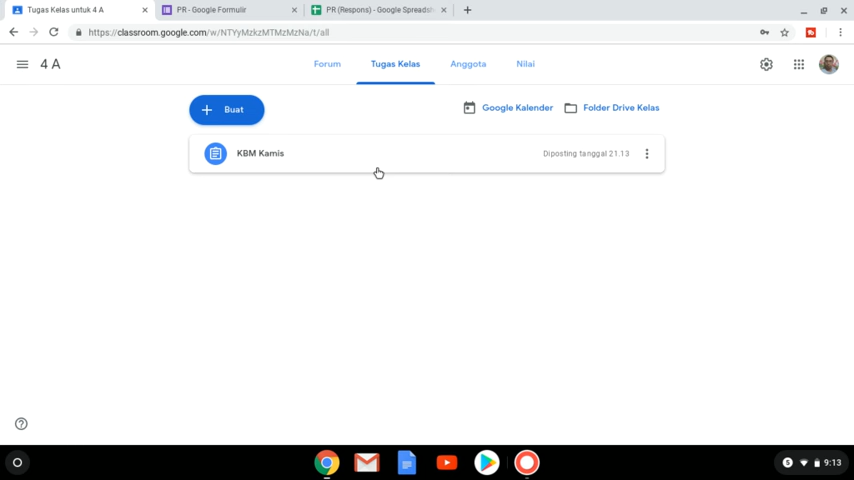 Tugas Kelas untuk 4 A
PR - Google Formulir
PR (Respons) - Google Spreadsh
https://classroom.google.com/w/NTYyMzkzMTMzMzNa/t/all
4 A
Forum
Tugas Kelas
Anggota
Nilai
Buat
Google Kalender
Folder Drive Kelas
KBM Kamis
Diposting tanggal 21.13
9:13